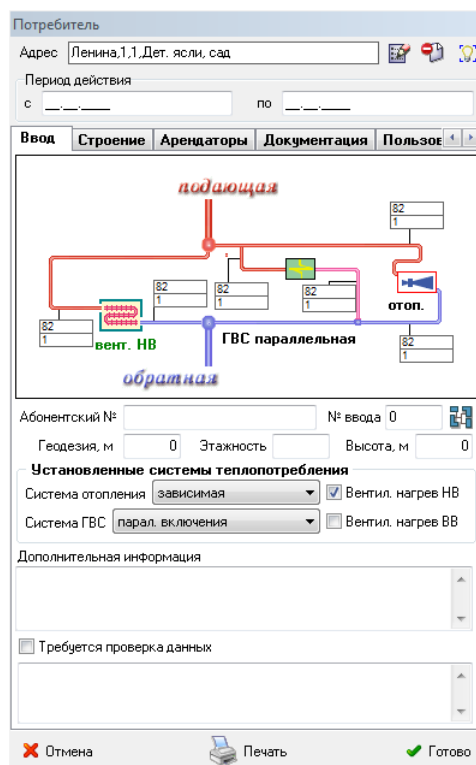 Потребитель
Адрес Ленина,1,1,Дет. ясли, сад
Период действия
с __.__.____ по __.__.____
Ввод Строение Арендаторы Документация Пользов
подающая
82
1
82
1
82
1
82
1
отоп.
82
1
вент. НВ
ГВС параллельная
82
1
обратная
Абонентский № № ввода 0
Геодезия, м 0 Этажность Высота, м 0
Установленные системы теплопотребления
Система отопления зависимая Вентил. нагрев НВ
Система ГВС парал. включения Вентил. нагрев ВВ
Дополнительная информация
Требуется проверка данных
Отмена Печать Готово